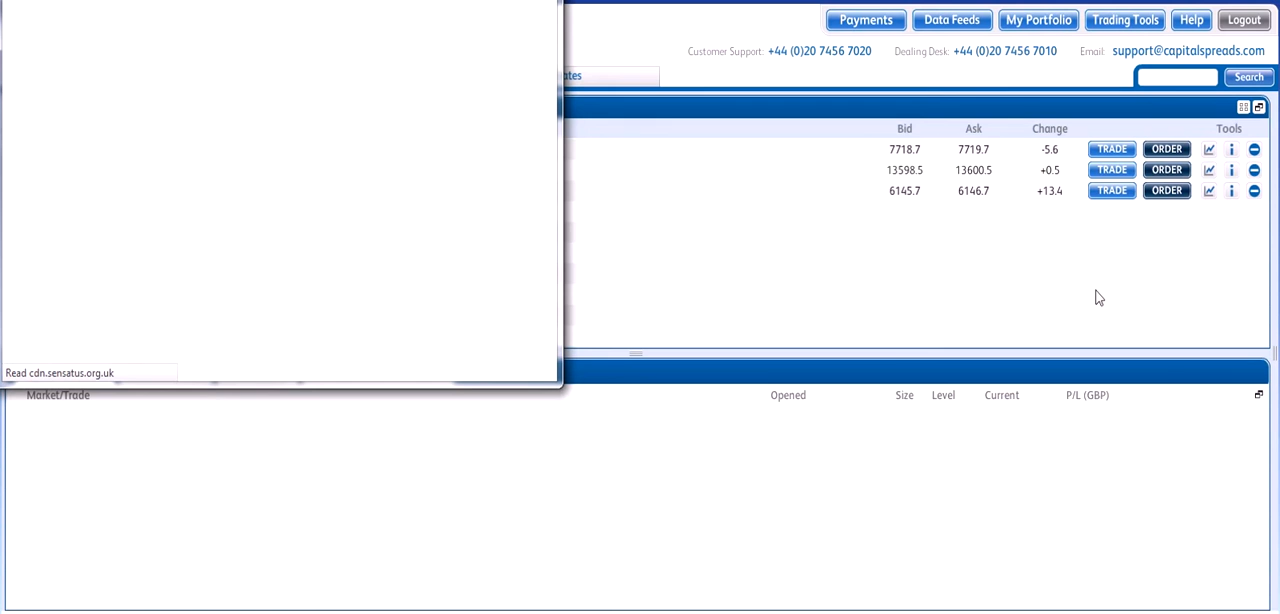 Payments Data Feeds My Portfolio Trading Tools Help Logout
Customer Support: +44 (0)20 7456 7020 Dealing Desk: +44 (0)20 7456 7010 Email: support@capitalspreads.com
ates Search
Bid Ask Change Tools
7718.7 7719.7 -5.6 TRADE ORDER
13598.5 13600.5 +0.5 TRADE ORDER
6145.7 6146.7 +13.4 TRADE ORDER
Read cdn.sensatus.org.uk
Market/Trade Opened Size Level Current P/L (GBP)